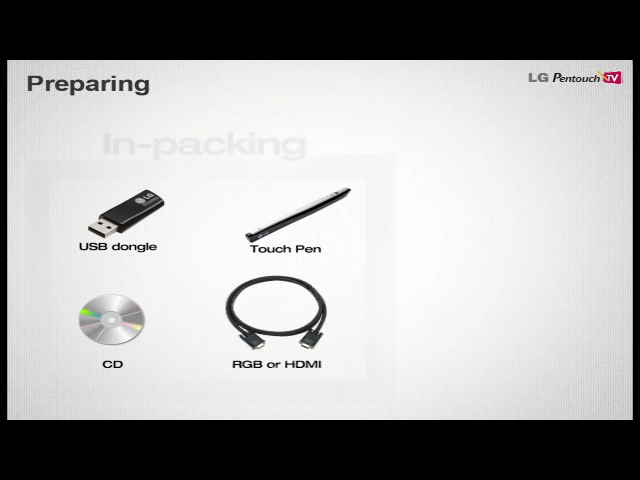 Preparing
LG Pentouch TV
In-packing
USB dongle
Touch Pen
CD
RGB or HDMI